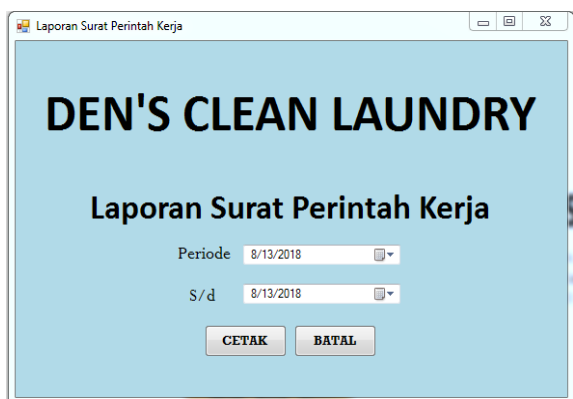 Laporan Surat Perintah Kerja
DEN'S CLEAN LAUNDRY
Laporan Surat Perintah Kerja
Periode 8/13/2018
S/d 8/13/2018
CETAK BATAL